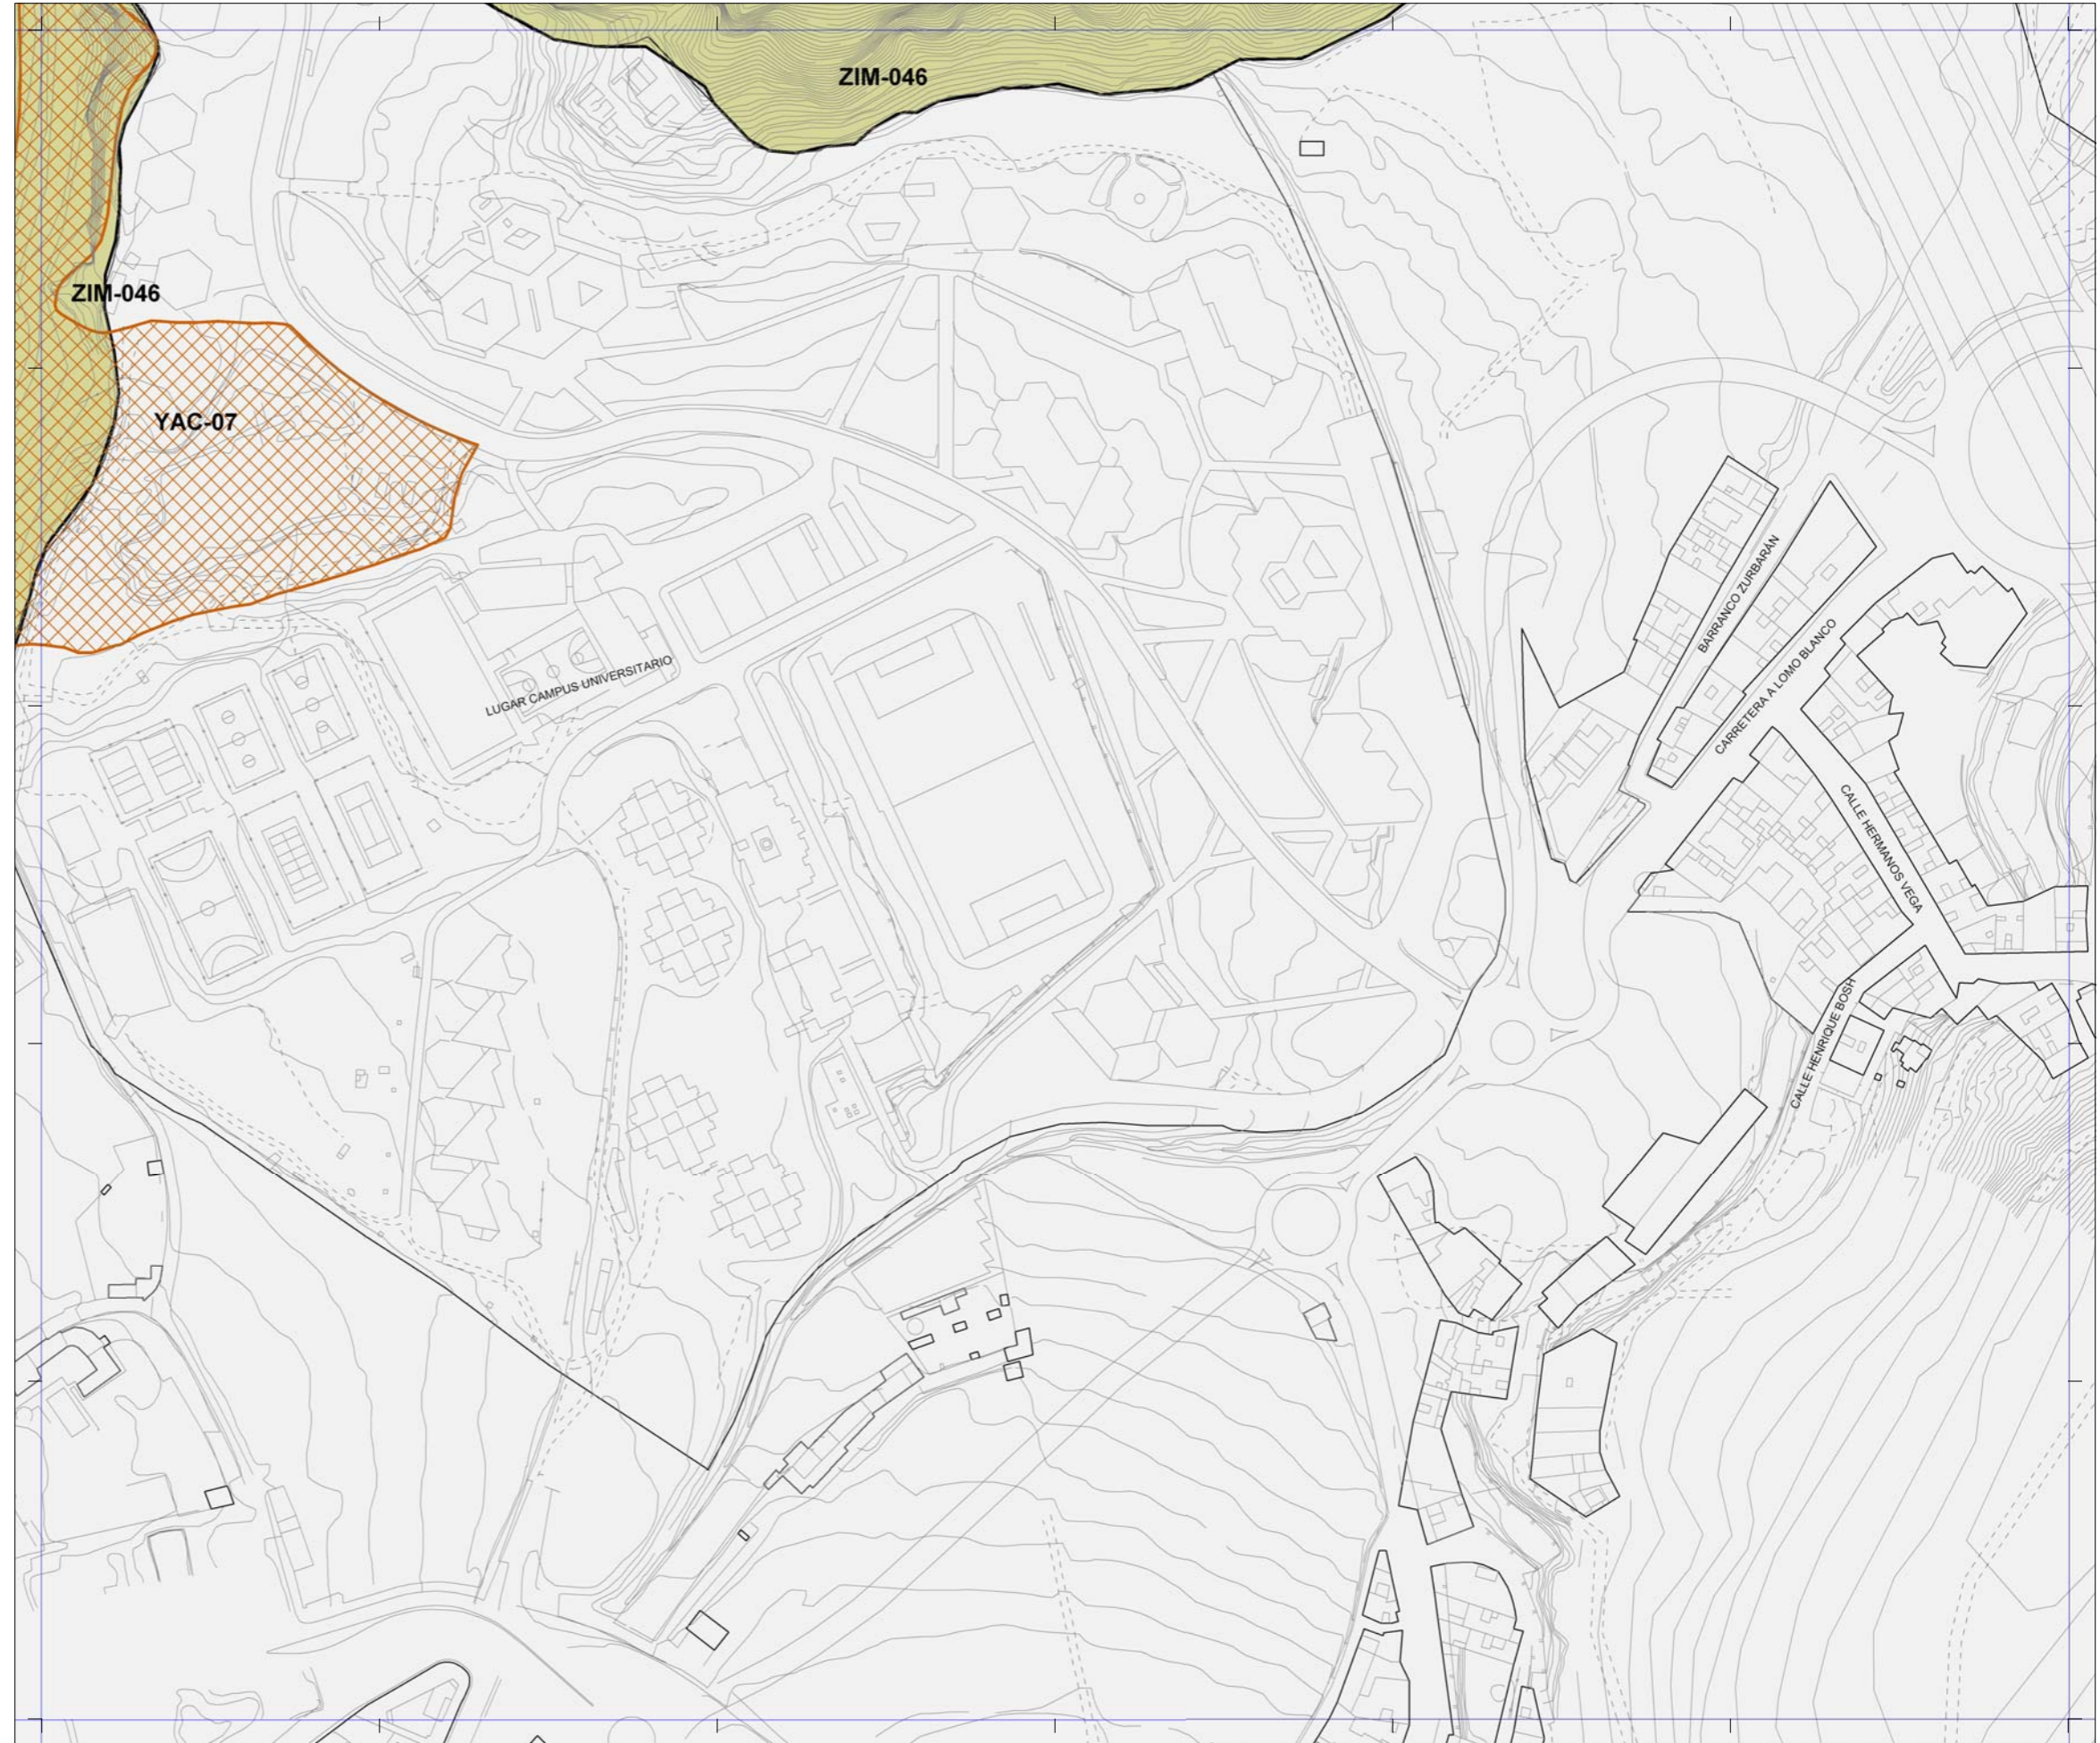 ZIM-046
ZIM-046
YAC-07
BARRANCO ZURBARÁN
CARRETERA A LOMO BLANCO
LUGAR CAMPUS UNIVERSITARIO
CALLE HERMANOS VEGA
CALLE HENRIQUE BOSH